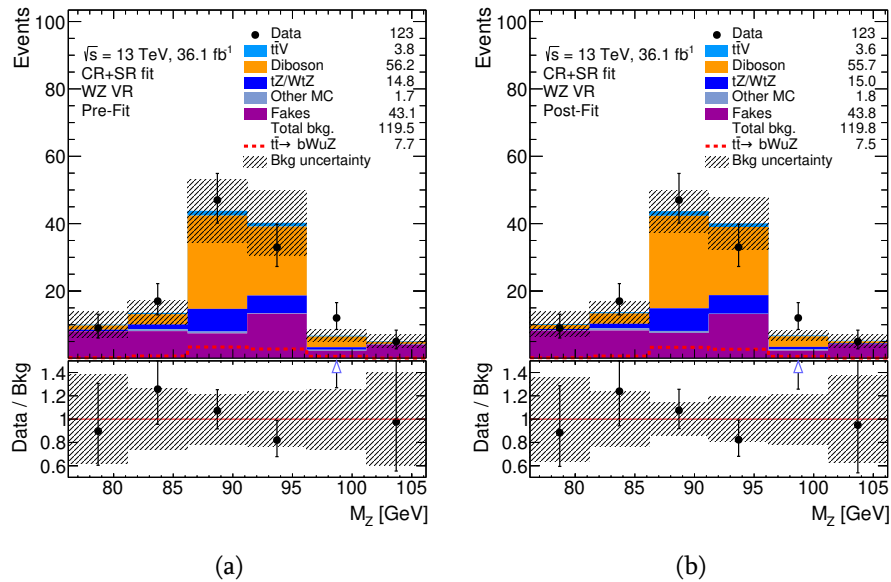 Events
100
80
60
40
20
√s = 13 TeV, 36.1 fb⁻¹
CR+SR fit
WZ VR
Pre-Fit
Data 123
tt̄V 3.8
Diboson 56.2
tZ/WtZ 14.8
Other MC 1.7
Fakes 43.1
Total bkg. 119.5
tt̄→ bWuZ 7.7
Bkg uncertainty
Data / Bkg
1.4
1.2
1
0.8
0.6
80 85 90 95 100 105
M_Z [GeV]
(a)
Events
100
80
60
40
20
√s = 13 TeV, 36.1 fb⁻¹
CR+SR fit
WZ VR
Post-Fit
Data 123
tt̄V 3.6
Diboson 55.7
tZ/WtZ 15.0
Other MC 1.8
Fakes 43.8
Total bkg. 119.8
tt̄→ bWuZ 7.5
Bkg uncertainty
Data / Bkg
1.4
1.2
1
0.8
0.6
80 85 90 95 100 105
M_Z [GeV]
(b)